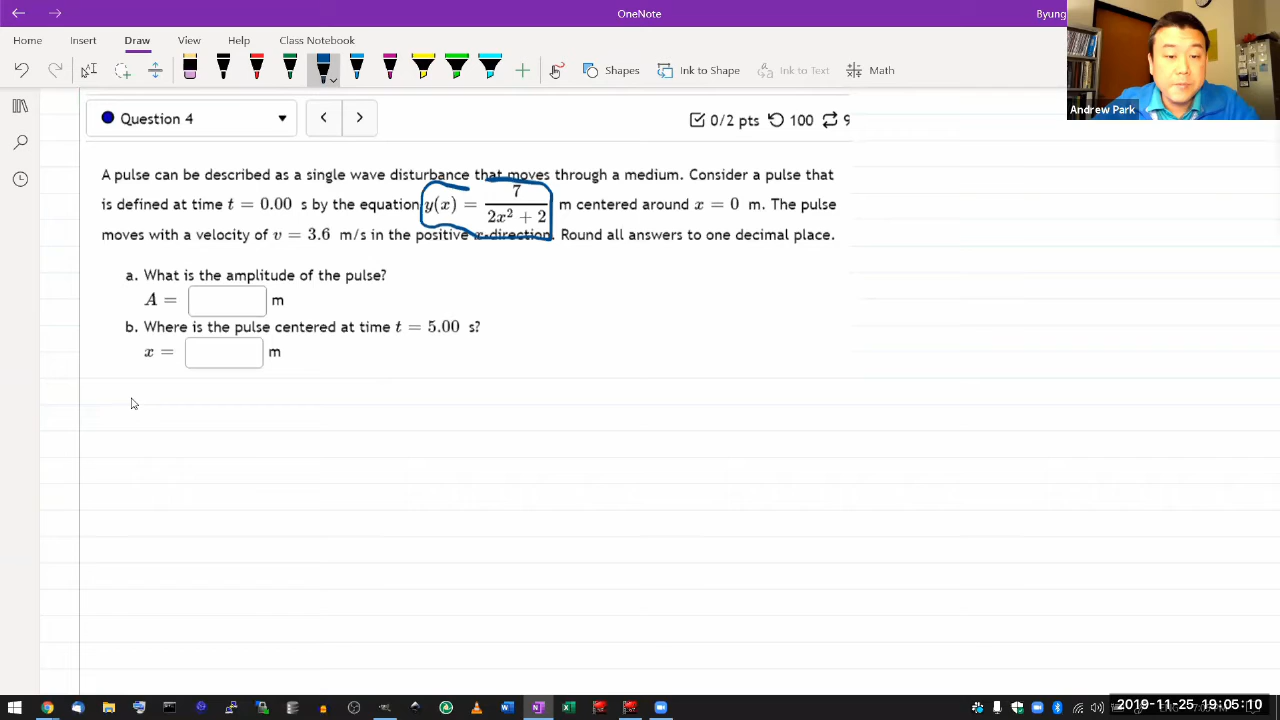 OneNote
Byung
Home Insert Draw View Help Class Notebook
Shapes Ink to Shape Ink to Text Math
Andrew Park
Question 4
0/2 pts 100 9
A pulse can be described as a single wave disturbance that moves through a medium. Consider a pulse that
is defined at time t = 0.00 s by the equation y(x) = 7 / (2x² + 2) m centered around x = 0 m. The pulse
moves with a velocity of v = 3.6 m/s in the positive x-direction. Round all answers to one decimal place.
a. What is the amplitude of the pulse?
A = m
b. Where is the pulse centered at time t = 5.00 s?
x = m
2019-11-25 19:05:10